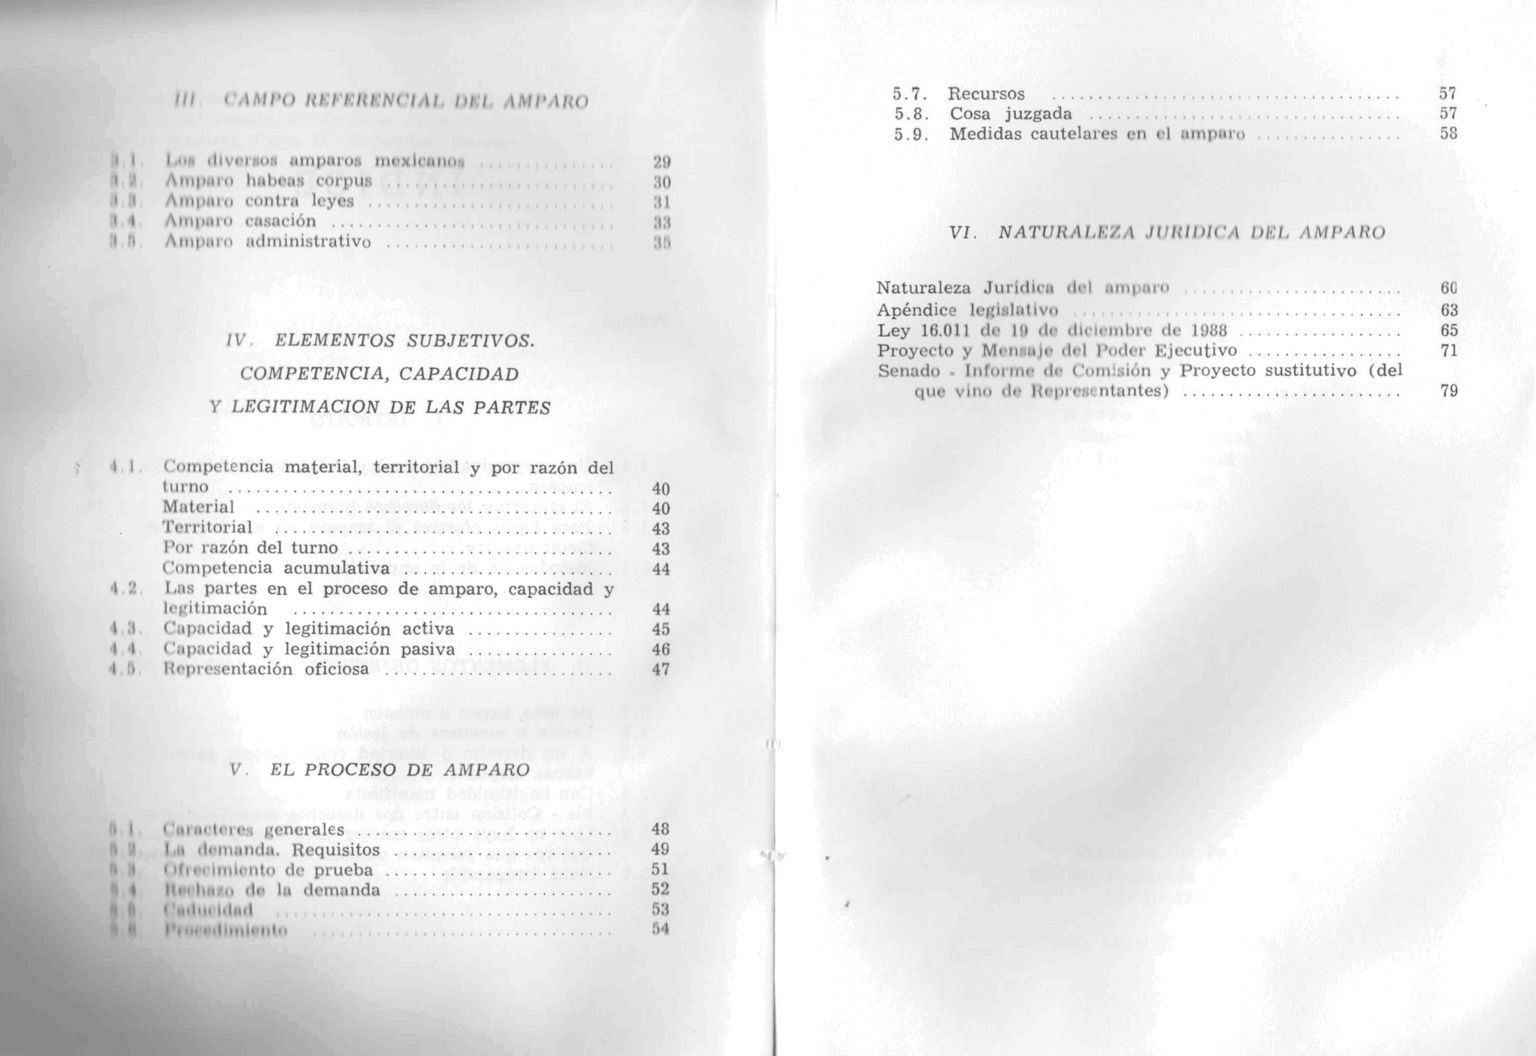 III. CAMPO REFERENCIAL DEL AMPARO
3.1. Los diversos amparos mexicanos ............... 29
3.2. Amparo habeas corpus ......................... 30
3.3. Amparo contra leyes ........................... 31
3.4. Amparo casación ............................... 33
3.5. Amparo administrativo ......................... 35
IV. ELEMENTOS SUBJETIVOS.
COMPETENCIA, CAPACIDAD
Y LEGITIMACION DE LAS PARTES
4.1. Competencia material, territorial y por razón del
turno .......................................... 40
Material ....................................... 40
Territorial ..................................... 43
Por razón del turno ............................. 43
Competencia acumulativa ....................... 44
4.2. Las partes en el proceso de amparo, capacidad y
legitimación ................................... 44
4.3. Capacidad y legitimación activa ................ 45
4.4. Capacidad y legitimación pasiva ................ 46
4.5. Representación oficiosa ......................... 47
V. EL PROCESO DE AMPARO
5.1. Caracteres generales ............................ 48
5.2. La demanda. Requisitos ........................ 49
5.3. Ofrecimiento de prueba ......................... 51
5.4. Rechazo de la demanda ........................ 52
5.5. Caducidad ..................................... 53
5.6. Procedimiento ................................. 54
5.7. Recursos ...................................... 57
5.8. Cosa juzgada .................................. 57
5.9. Medidas cautelares en el amparo ................ 58
VI. NATURALEZA JURIDICA DEL AMPARO
Naturaleza Jurídica del amparo ........................ 60
Apéndice legislativo .................................... 63
Ley 16.011 de 19 de diciembre de 1988 .................. 65
Proyecto y Mensaje del Poder Ejecutivo ................. 71
Senado - Informe de Comisión y Proyecto sustitutivo (del
que vino de Representantes) ........................ 79